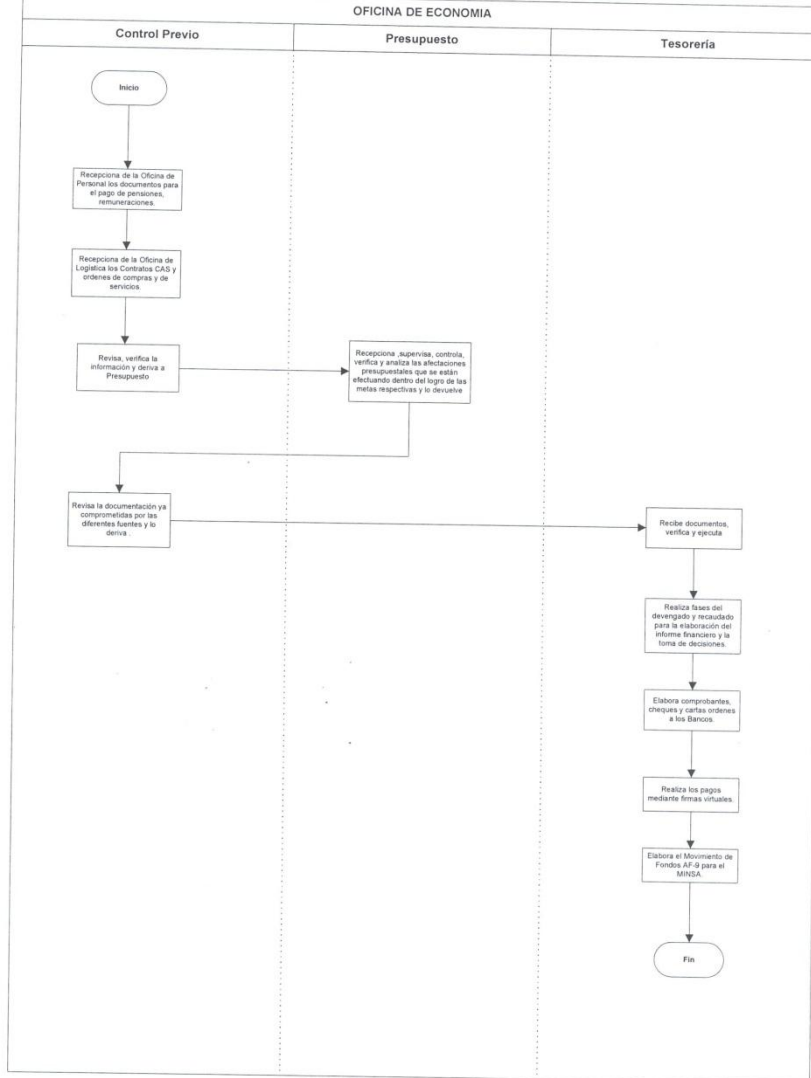 OFICINA DE ECONOMIA
Control Previo
Presupuesto
Tesorería
Inicio
Recepciona de la Oficina de
Personal los documentos para
el pago de pensiones,
remuneraciones.
Recepciona de la Oficina de
Logística los Contratos CAS y
ordenes de compras y de
servicios.
Revisa, verifica la
información y deriva a
Presupuesto
Recepciona ,supervisa, controla,
verifica y analiza las afectaciones
presupuestales que se están
efectuando dentro del logro de las
metas respectivas y lo devuelve
Revisa la documentación ya
comprometidas por las
diferentes fuentes y lo
deriva .
Recibe documentos,
verifica y ejecuta
Realiza fases del
devengado y recaudado
para la elaboración del
informe financiero y la
toma de decisiones.
Elabora comprobantes,
cheques y cartas ordenes
a los Bancos.
Realiza los pagos
mediante firmas virtuales.
Elabora el Movimiento de
Fondos AF-9 para el
MINSA.
Fin